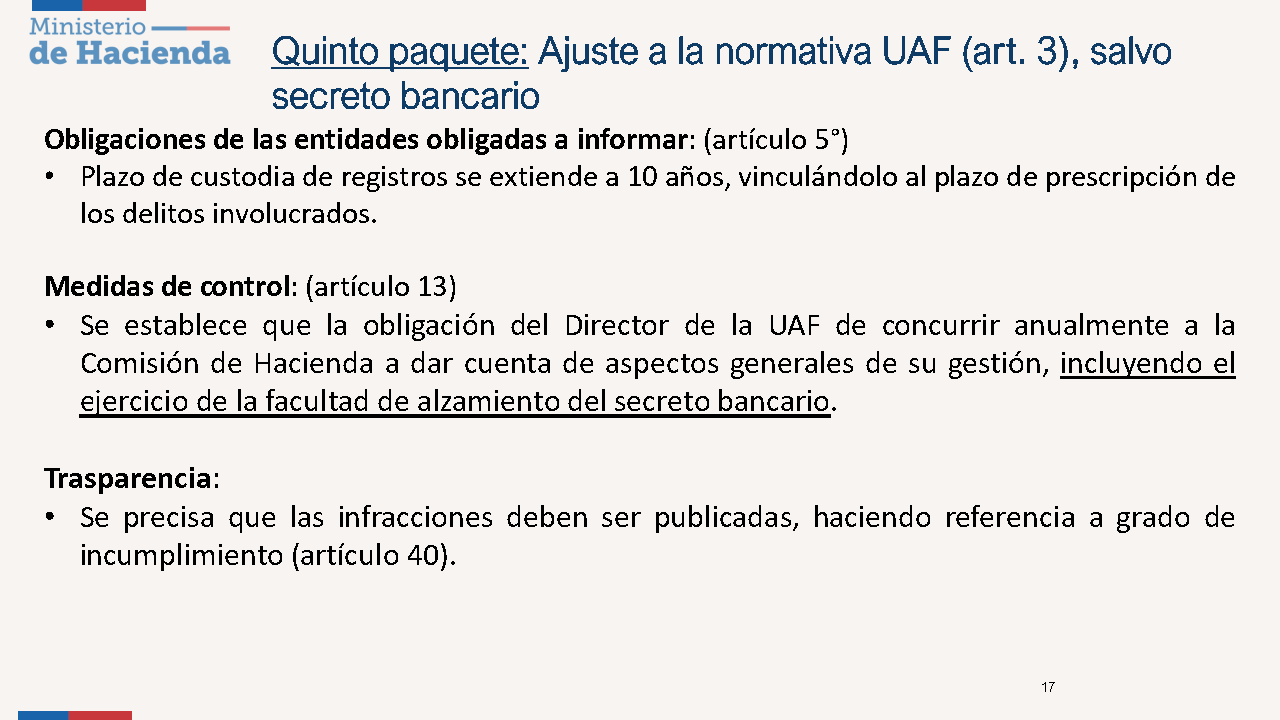 Ministerio
de Hacienda
Quinto paquete: Ajuste a la normativa UAF (art. 3), salvo
secreto bancario
Obligaciones de las entidades obligadas a informar: (artículo 5°)
• Plazo de custodia de registros se extiende a 10 años, vinculándolo al plazo de prescripción de
los delitos involucrados.
Medidas de control: (artículo 13)
• Se establece que la obligación del Director de la UAF de concurrir anualmente a la
Comisión de Hacienda a dar cuenta de aspectos generales de su gestión, incluyendo el
ejercicio de la facultad de alzamiento del secreto bancario.
Trasparencia:
• Se precisa que las infracciones deben ser publicadas, haciendo referencia a grado de
incumplimiento (artículo 40).
17